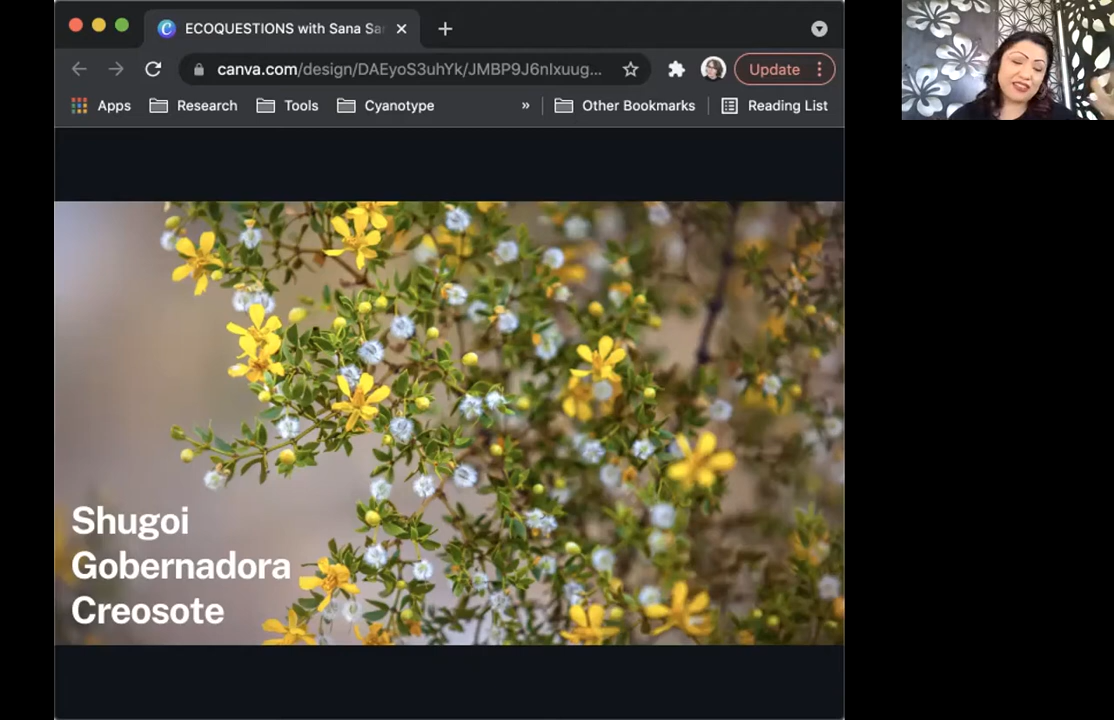 ECOQUESTIONS with Sana Sa
canva.com/design/DAEyoS3uhYk/JMBP9J6nlxuug...
Update
Apps
Research
Tools
Cyanotype
»
Other Bookmarks
Reading List
Shugoi
Gobernadora
Creosote